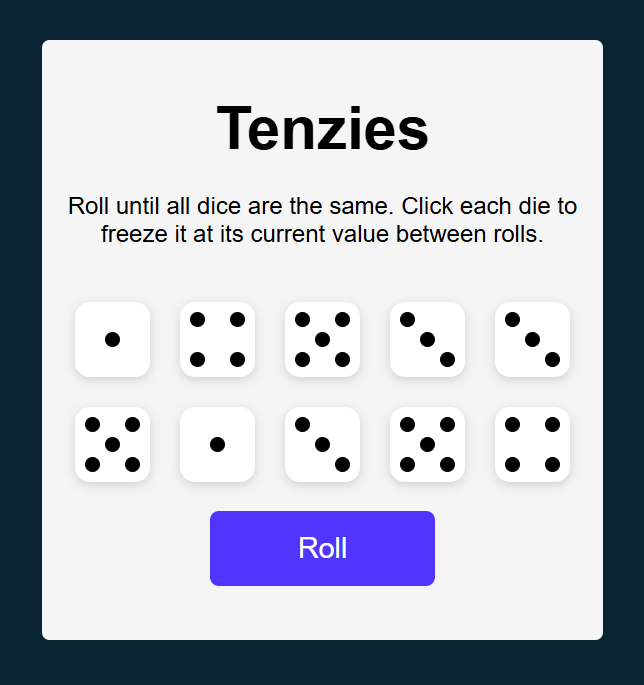 Tenzies
Roll until all dice are the same. Click each die to
freeze it at its current value between rolls.
Roll